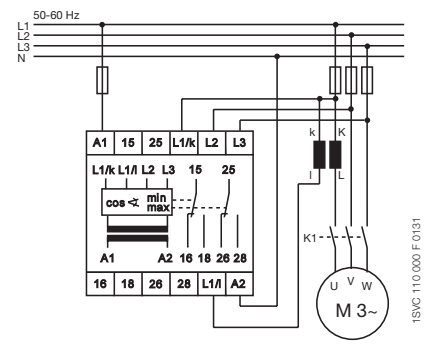 50-60 Hz
L1
L2
L3
N
A1 15 25 L1/k L2 L3
k K
L1/k L1/l L2 L3 15 25
l L
cos ∢ min
max
K1
A1 A2 16 18 26 28
16 18 26 28 L1/l A2
U V W
M 3~
1SVC 110 000 F 0131